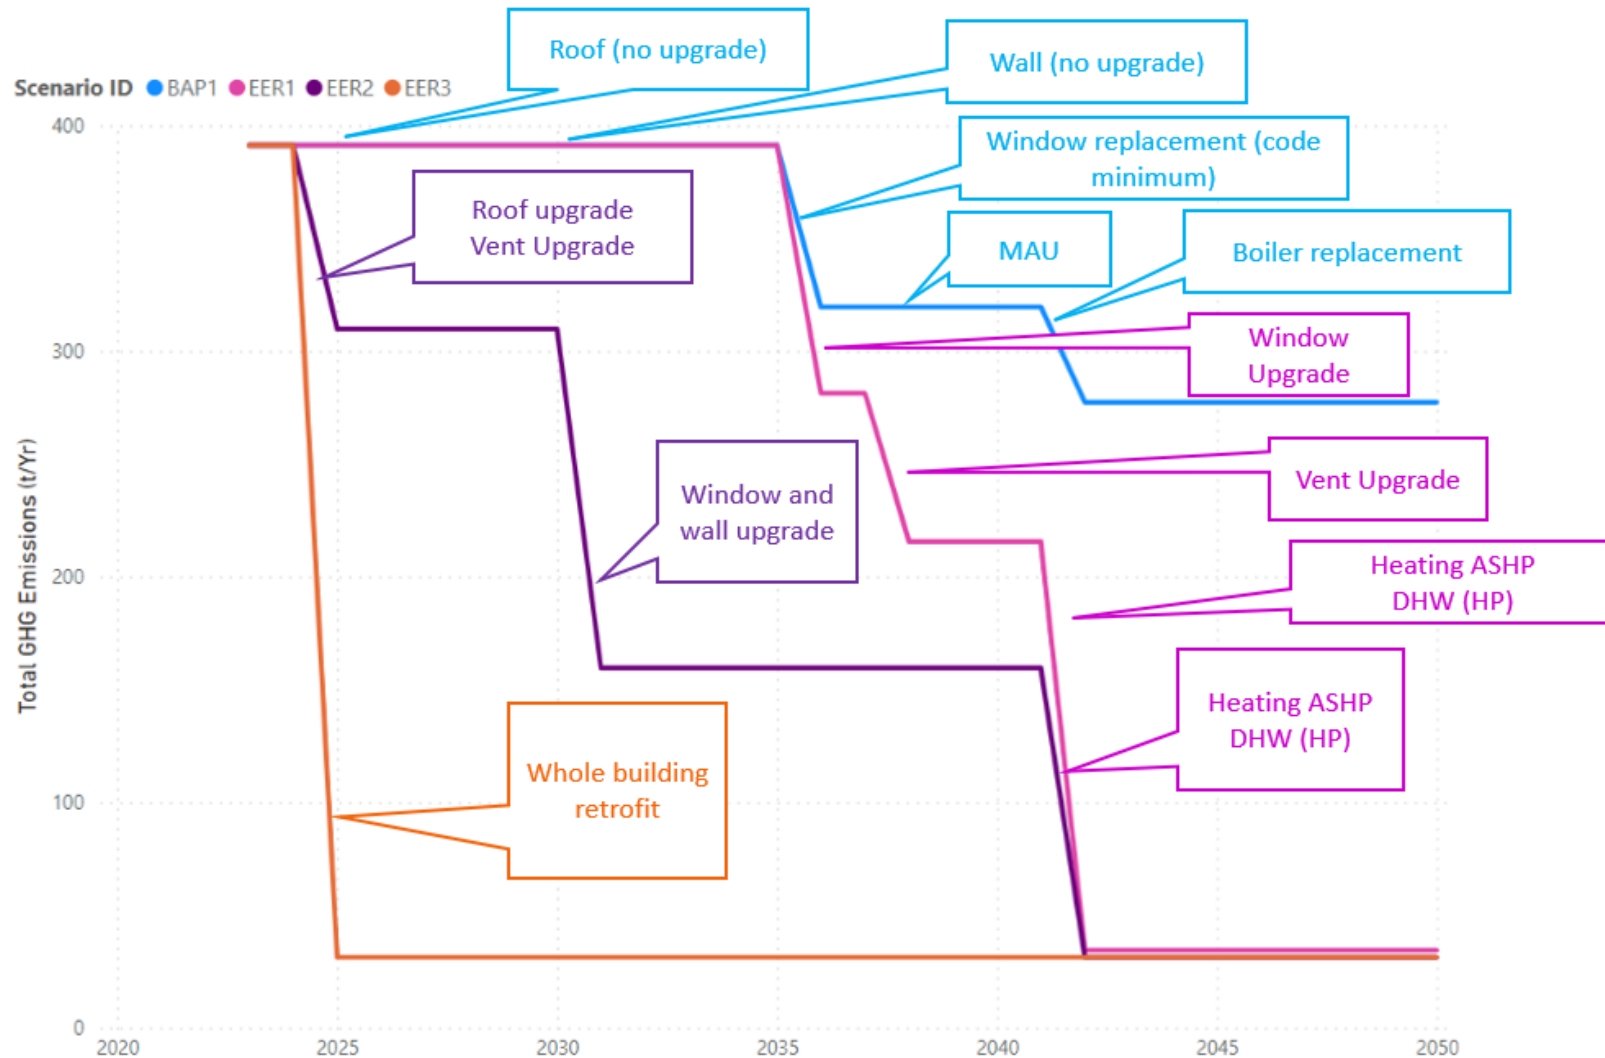 Roof (no upgrade)
Wall (no upgrade)
Scenario ID BAP1 EER1 EER2 EER3
Window replacement (code
minimum)
Roof upgrade
Vent Upgrade
MAU
Boiler replacement
Window
Upgrade
Window and
wall upgrade
Vent Upgrade
Heating ASHP
DHW (HP)
Heating ASHP
DHW (HP)
Whole building
retrofit
Total GHG Emissions (t/Yr)
400
300
200
100
0
2020 2025 2030 2035 2040 2045 2050